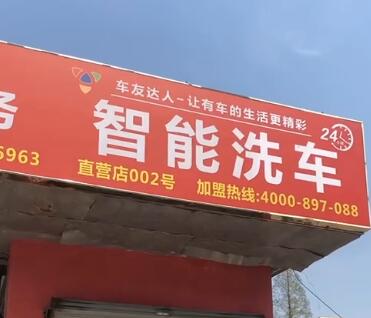 车友达人-让有车的生活更精彩
24
务 智能洗车
5963
直营店002号 加盟热线:4000-897-088